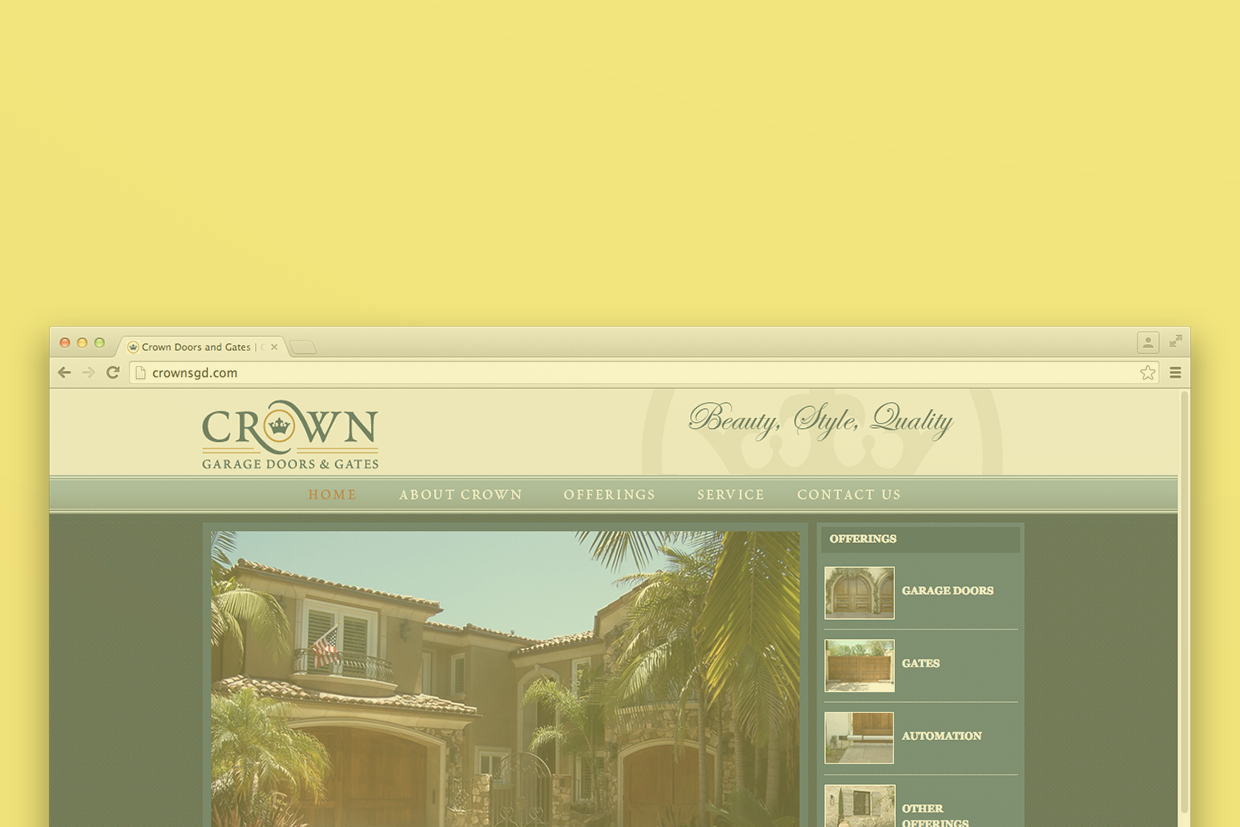 Crown Doors and Gates |
crownsgd.com
CROWN
GARAGE DOORS & GATES
Beauty, Style, Quality
HOME ABOUT CROWN OFFERINGS SERVICE CONTACT US
OFFERINGS
GARAGE DOORS
GATES
AUTOMATION
OTHER
OFFERINGS